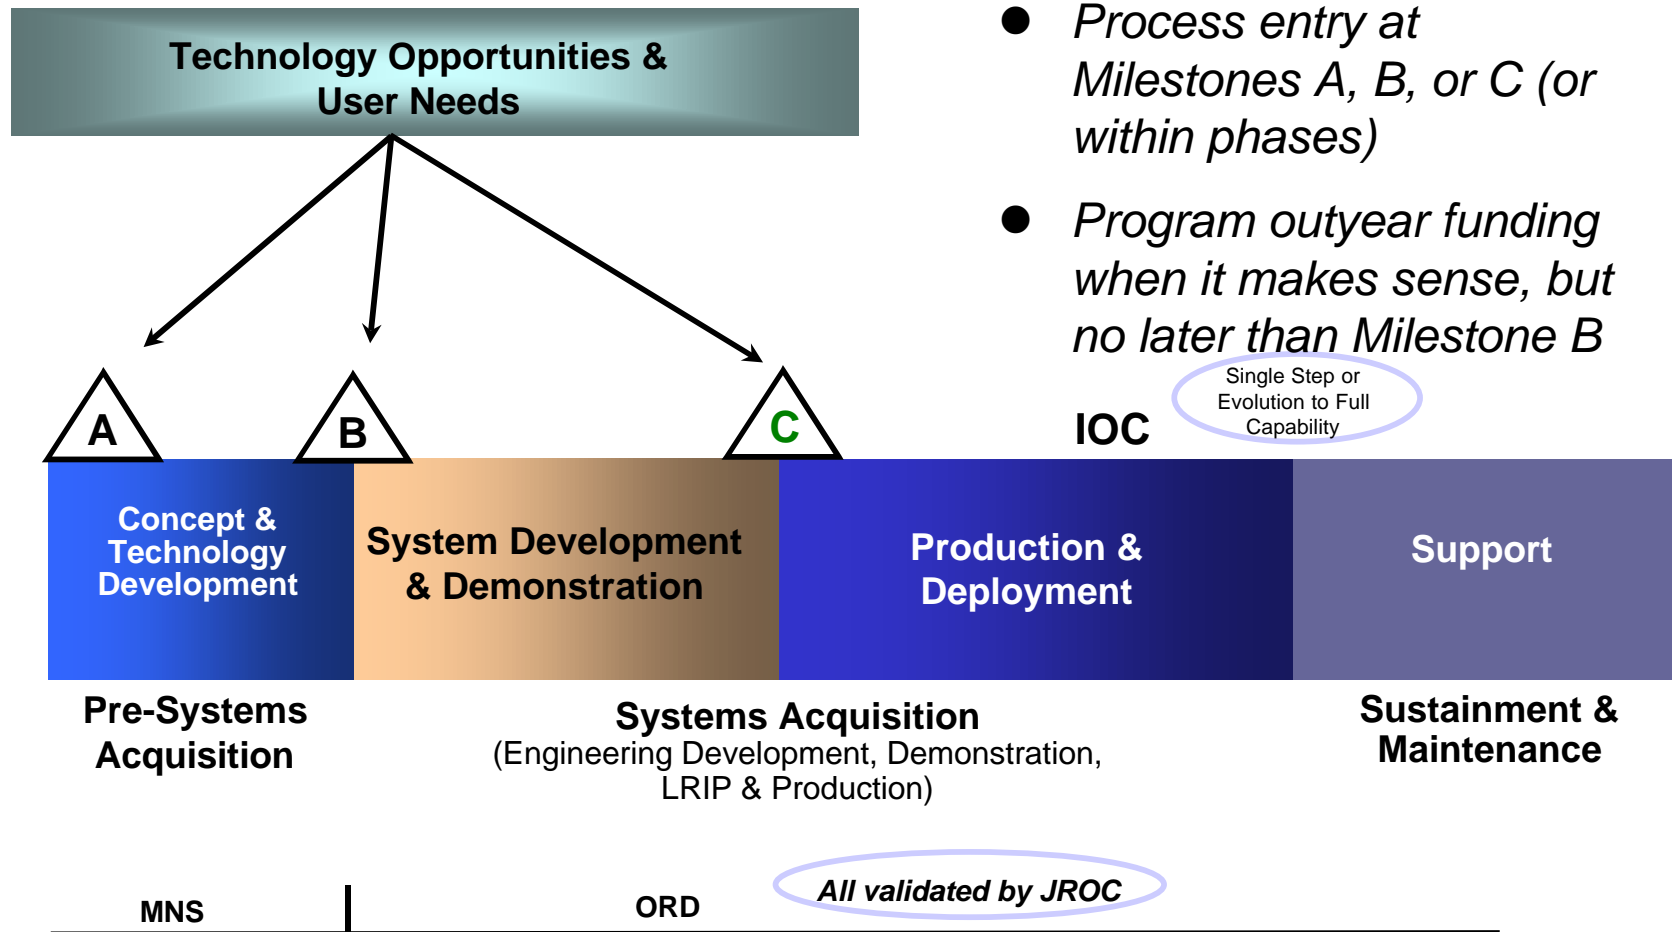 Technology Opportunities &
User Needs
● Process entry at
Milestones A, B, or C (or
within phases)
● Program outyear funding
when it makes sense, but
no later than Milestone B
A
B
C
IOC
Single Step or
Evolution to Full
Capability
Concept &
Technology
Development
System Development
& Demonstration
Production &
Deployment
Support
Pre-Systems
Acquisition
Systems Acquisition
(Engineering Development, Demonstration,
LRIP & Production)
Sustainment &
Maintenance
MNS
ORD
All validated by JROC